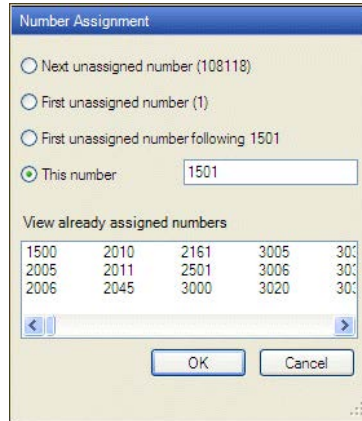 Number Assignment
Next unassigned number (108118)
First unassigned number (1)
First unassigned number following 1501
This number 1501
View already assigned numbers
1500 2010 2161 3005
2005 2011 2501 3006
2006 2045 3000 3020
OK Cancel